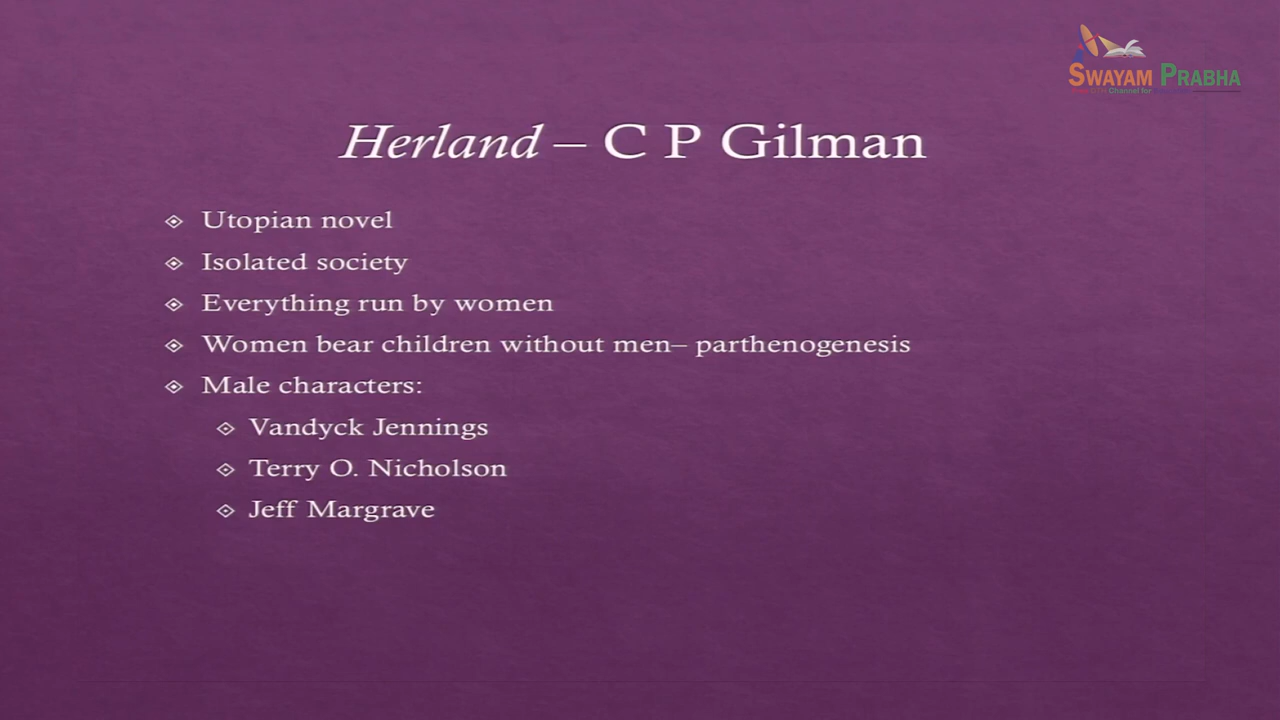 SWAYAM PRABHA
Herland – C P Gilman
Utopian novel
Isolated society
Everything run by women
Women bear children without men– parthenogenesis
Male characters:
Vandyck Jennings
Terry O. Nicholson
Jeff Margrave